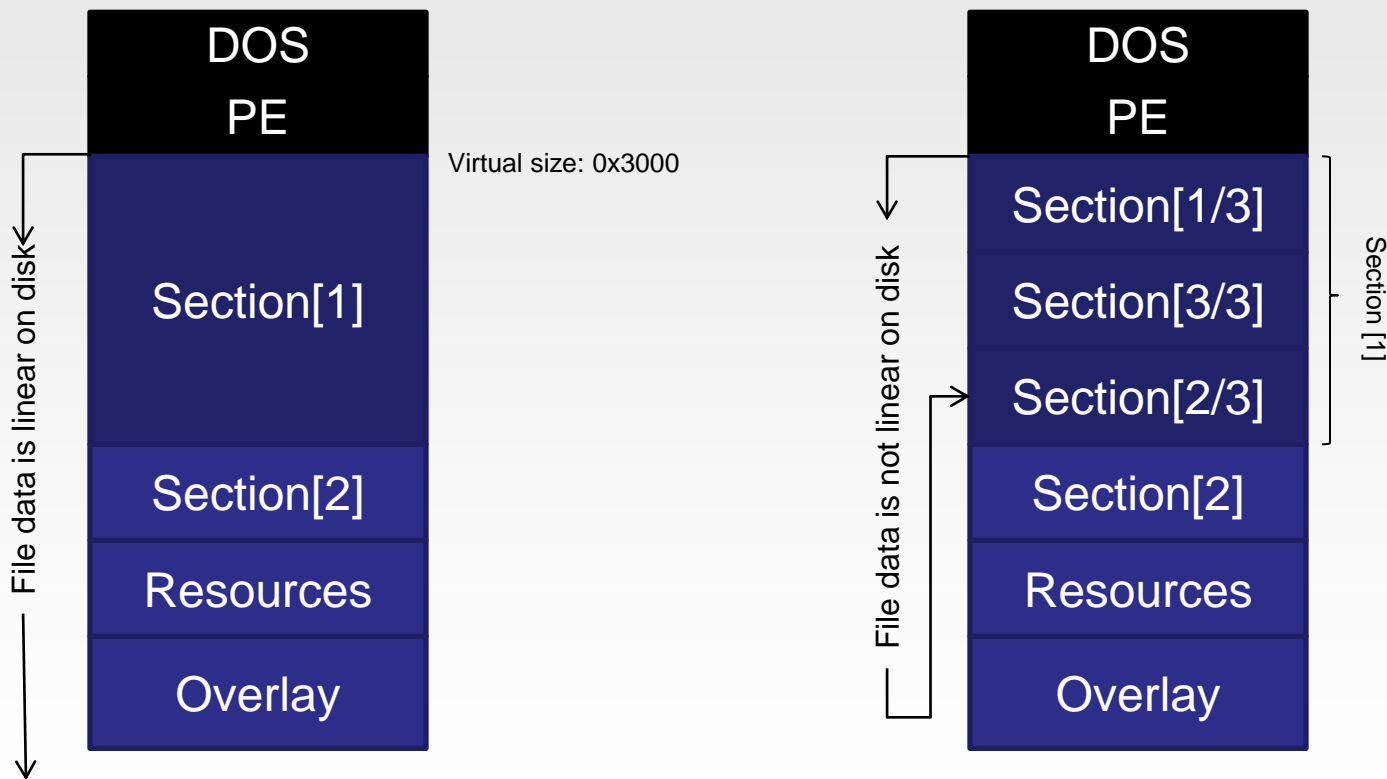 DOS
PE
Virtual size: 0x3000
Section[1]
Section[2]
Resources
Overlay
File data is linear on disk
DOS
PE
Section[1/3]
Section[3/3]
Section[2/3]
Section[2]
Resources
Overlay
File data is not linear on disk
Section [1]